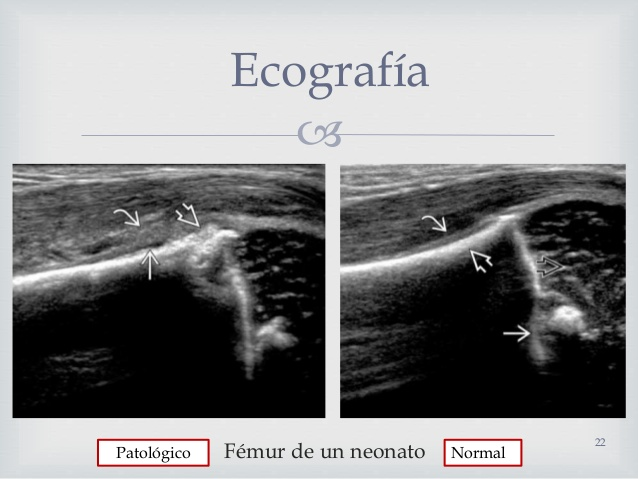 Ecografía
Patológico
Fémur de un neonato
Normal
22